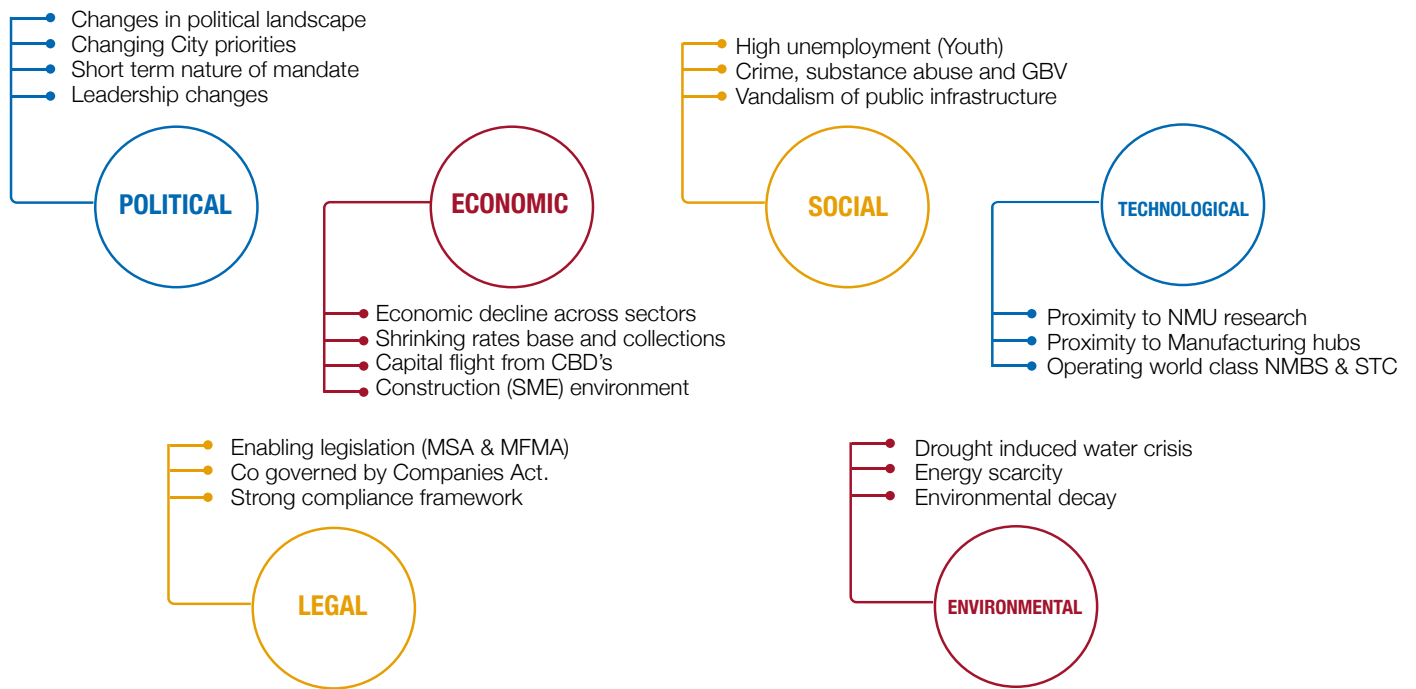 Changes in political landscape
Changing City priorities
Short term nature of mandate
Leadership changes
POLITICAL
ECONOMIC
Economic decline across sectors
Shrinking rates base and collections
Capital flight from CBD's
Construction (SME) environment
High unemployment (Youth)
Crime, substance abuse and GBV
Vandalism of public infrastructure
SOCIAL
TECHNOLOGICAL
Proximity to NMU research
Proximity to Manufacturing hubs
Operating world class NMBS & STC
Enabling legislation (MSA & MFMA)
Co governed by Companies Act.
Strong compliance framework
LEGAL
Drought induced water crisis
Energy scarcity
Environmental decay
ENVIRONMENTAL